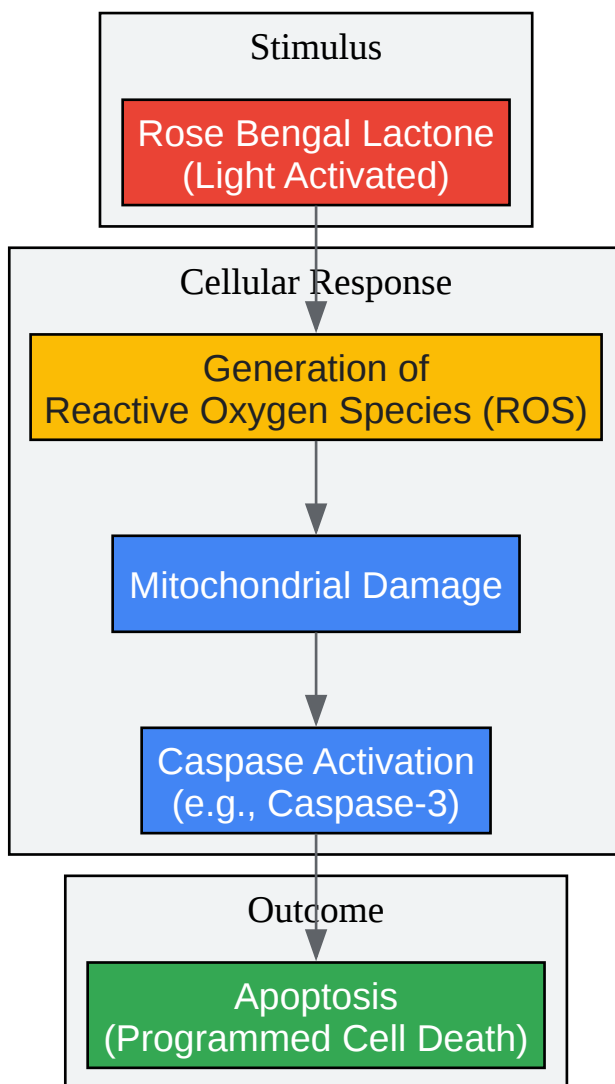 Stimulus
Rose Bengal Lactone
(Light Activated)
Cellular Response
Generation of
Reactive Oxygen Species (ROS)
Mitochondrial Damage
Caspase Activation
(e.g., Caspase-3)
Outcome
Apoptosis
(Programmed Cell Death)